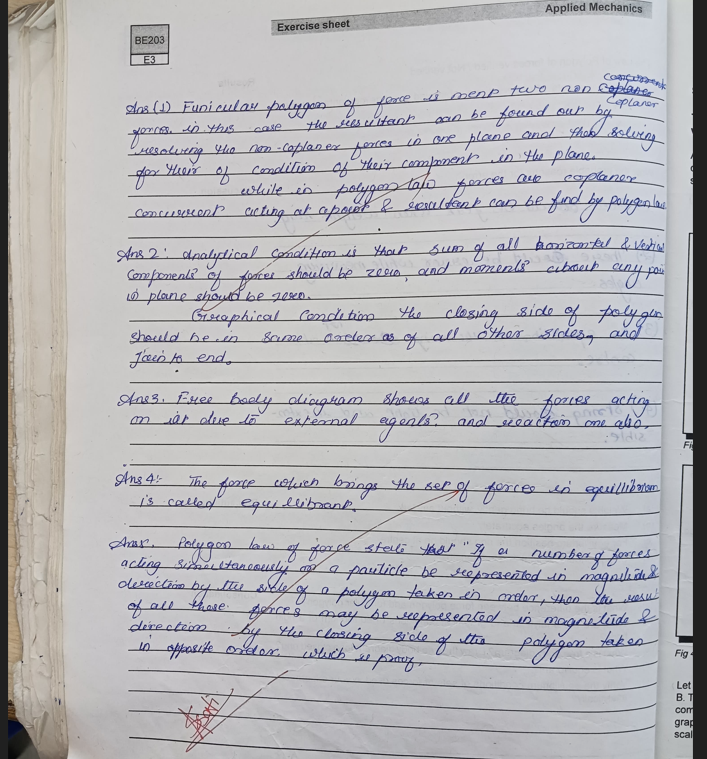 Applied Mechanics
Exercise sheet
BE203
E3
Ans (1) Funicular polygon of force is ment two non concurrent
Coplaner
forces. in this case the resultant can be found out by
resolving the non-coplaner forces in one plane and then solving
for their of condition of their component in the plane.
while in polygon law forces are coplaner
concurrent acting at a point & resultant can be find by polygon law
Ans 2: Analytical condition is that sum of all horizontal & vertical
components of forces should be zero, and moments about any poi
in plane should be zero.
Graphical Condition the closing side of polygon
should be in same order as of all other sides, and
join to end.
Ans 3. Free body diagram shows all the forces acting
on it due to external agents. and reaction one also.
Ans 4:- The force which brings the set of forces in equillibrium
is called equillibrant.
Ans. Polygon law of force state that "If a number of forces
acting simultaneously on a particle be represented in magnitude &
direction by the side of a polygon taken in order, then the resu
of all those forces may be represented in magnetude &
direction by the closing side of the polygon taken
in opposite order. which is proof.
Fi
Fig
Let
B. T
com
grap
scal